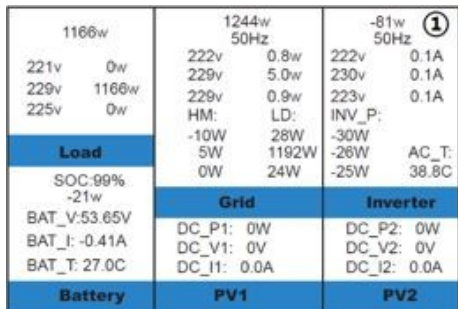 1166w
221v 0w
229v 1166w
225v 0w
Load
1244w
50Hz
222v 0.8w
229v 5.0w
229v 0.9w
HM: LD:
-10W 28W
5W 1192W
0W 24W
Grid
-81w ①
50Hz
222v 0.1A
230v 0.1A
223v 0.1A
INV_P:
-30W
-26W AC_T:
-25W 38.8C
Inverter
SOC:99%
-21w
BAT_V:53.65V
BAT_I: -0.41A
BAT_T: 27.0C
Battery
DC_P1: 0W
DC_V1: 0V
DC_I1: 0.0A
PV1
DC_P2: 0W
DC_V2: 0V
DC_I2: 0.0A
PV2